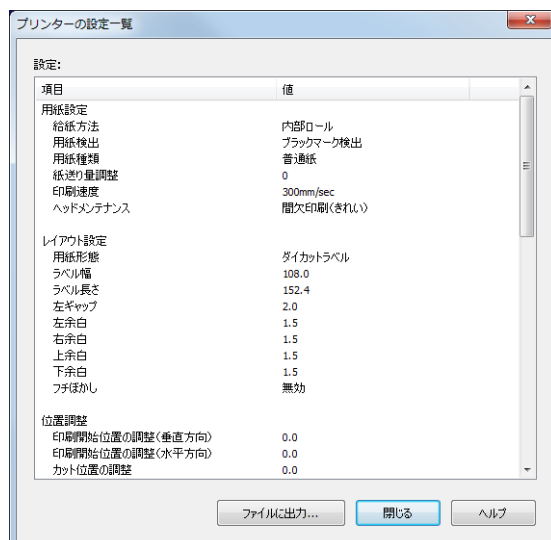 プリンターの設定一覧
設定:
項目 値
用紙設定
給紙方法 内部ロール
用紙検出 ブラックマーク検出
用紙種類 普通紙
紙送り量調整 0
印刷速度 300mm/sec
ヘッドメンテナンス 間欠印刷(きれい)
レイアウト設定
用紙形態 ダイカットラベル
ラベル幅 108.0
ラベル長さ 152.4
左ギャップ 2.0
左余白 1.5
右余白 1.5
上余白 1.5
下余白 1.5
フチぼかし 無効
位置調整
印刷開始位置の調整(垂直方向) 0.0
印刷開始位置の調整(水平方向) 0.0
カット位置の調整 0.0
ファイルに出力... 閉じる ヘルプ